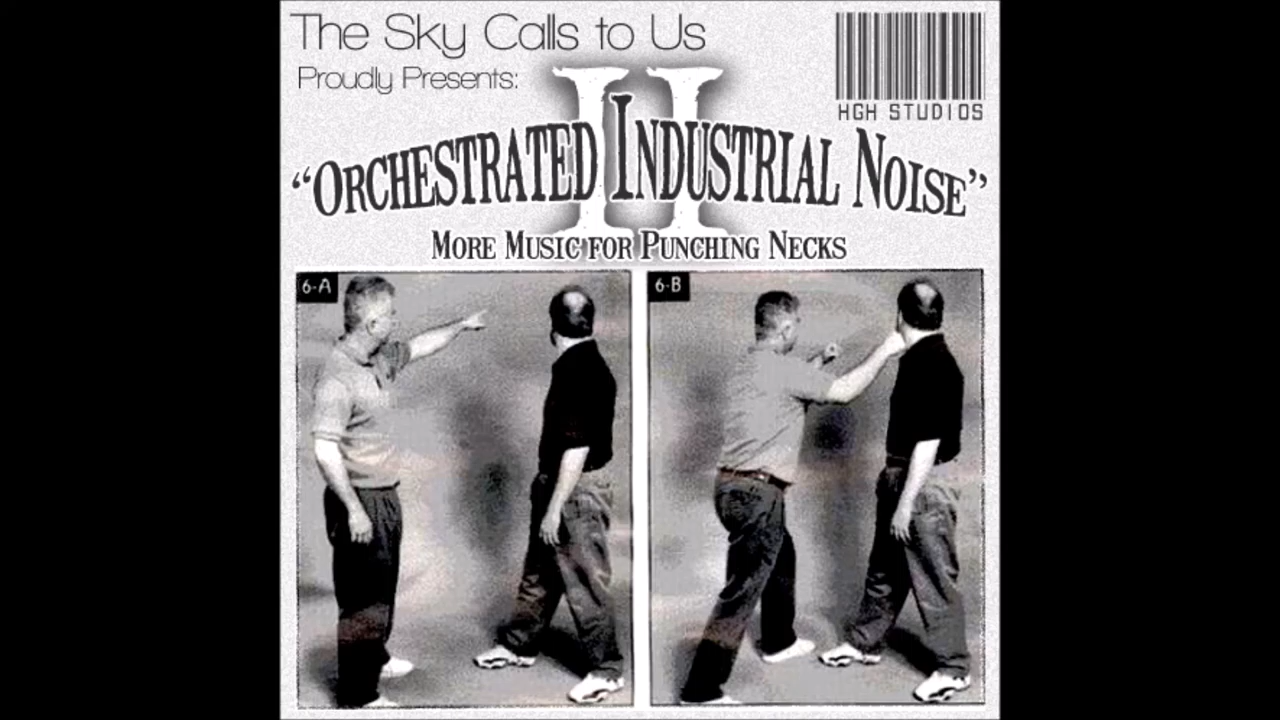 The Sky Calls to Us
Proudly Presents:
HGH STUDIOS
II
“ORCHESTRATED INDUSTRIAL NOISE”
MORE MUSIC FOR PUNCHING NECKS
6-A
6-B